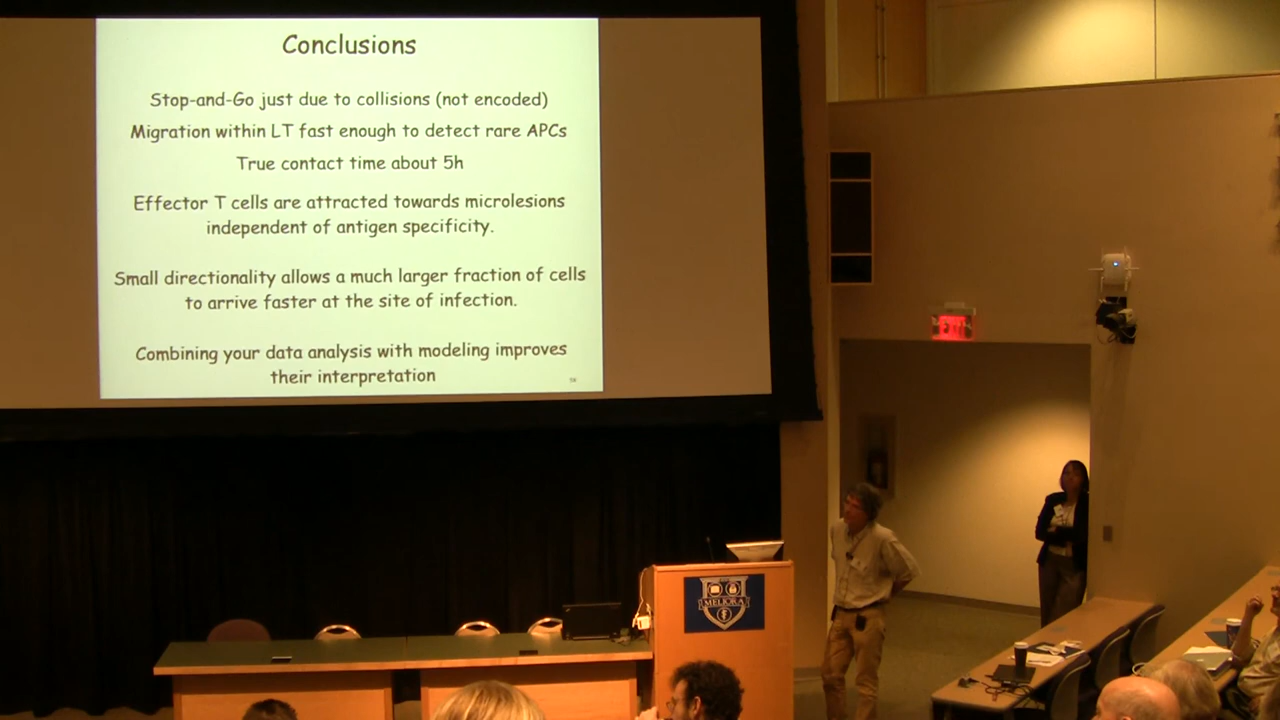 Conclusions
Stop-and-Go just due to collisions (not encoded)
Migration within LT fast enough to detect rare APCs
True contact time about 5h
Effector T cells are attracted towards microlesions
independent of antigen specificity.
Small directionality allows a much larger fraction of cells
to arrive faster at the site of infection.
Combining your data analysis with modeling improves
their interpretation
EXIT
MELIORA